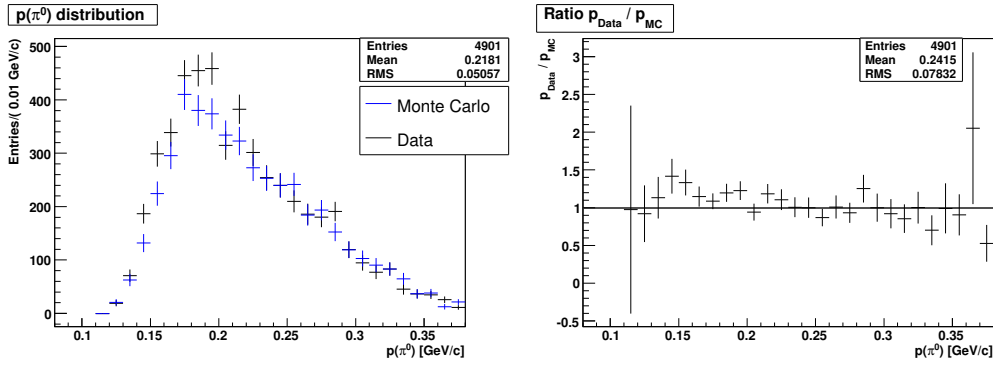 p(π⁰) distribution
Entries/( 0.01 GeV/c)
500
400
300
200
100
0
Entries 4901
Mean 0.2181
RMS 0.05057
Monte Carlo
Data
0.1 0.15 0.2 0.25 0.3 0.35
p(π⁰) [GeV/c]
Ratio p_Data / p_MC
p_Data / p_MC
3
2.5
2
1.5
1
0.5
0
-0.5
Entries 4901
Mean 0.2415
RMS 0.07832
0.1 0.15 0.2 0.25 0.3 0.35
p(π⁰) [GeV/c]